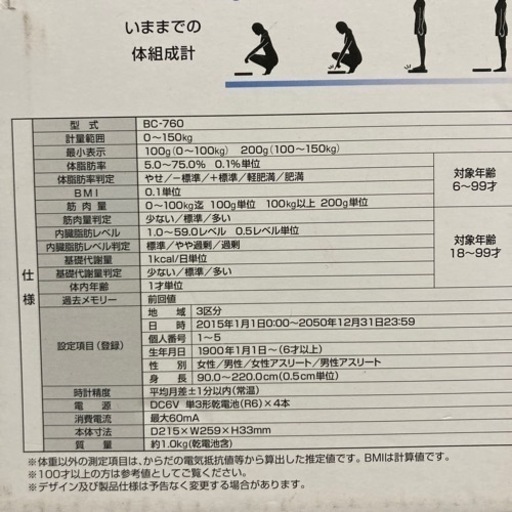 いままでの
体組成計
仕様
型式 BC-760
計量範囲 0〜150kg
最小表示 100g(0〜100kg) 200g(100〜150kg)
体脂肪率 5.0〜75.0% 0.1%単位
体脂肪率判定 やせ/−標準/+標準/軽肥満/肥満
対象年齢
6〜99才
BMI 0.1単位
筋肉量 0〜100kg迄 100g単位 100kg以上 200g単位
筋肉量判定 少ない/標準/多い
内臓脂肪レベル 1.0〜59.0レベル 0.5レベル単位
内臓脂肪レベル判定 標準/やや過剰/過剰
対象年齢
18〜99才
基礎代謝量 1kcal/日単位
基礎代謝量判定 少ない/標準/多い
体内年齢 1才単位
過去メモリー 前回値
設定項目(登録)
地域 3区分
日時 2015年1月1日0:00〜2050年12月31日23:59
個人番号 1〜5
生年月日 1900年1月1日〜(6才以上)
性別 女性/男性/女性アスリート/男性アスリート
身長 90.0〜220.0cm(0.5cm単位)
時計精度 平均月差±1分以内(常温)
電源 DC6V 単3形乾電池(R6)×4本
消費電流 最大60mA
本体寸法 D215×W259×H33mm
質量 約1.0kg(乾電池含)
※体重以外の測定項目は、からだの電気抵抗値等から算出した推定値です。BMIは計算値です。
※100才以上の方は参考値としてご覧ください。
※デザイン及び製品仕様は予告なく変更する場合があります。